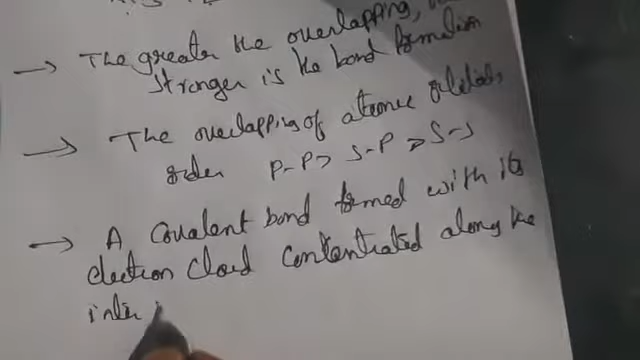 → The greater the overlapping,
stronger is the bond formation
→ The overlapping of atomic orbitals
order P-P > S-P > S-S
→ A covalent bond formed with its
electron cloud concentrated along the
inter